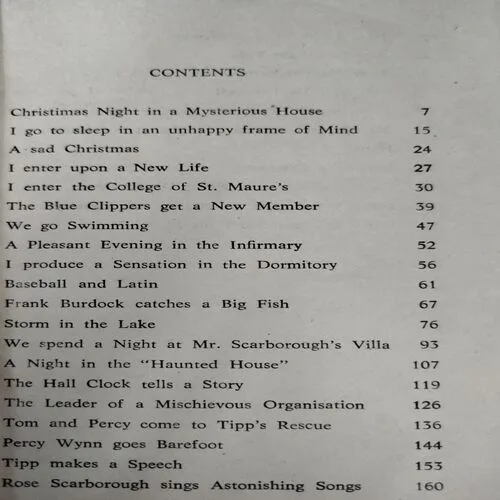 CONTENTS
Christimas Night in a Mysterious House 7
I go to sleep in an unhappy frame of Mind 15
A sad Christmas 24
I enter upon a New Life 27
I enter the College of St. Maure's 30
The Blue Clippers get a New Member 39
We go Swimming 47
A Pleasant Evening in the Infirmary 52
I produce a Sensation in the Dormitory 56
Baseball and Latin 61
Frank Burdock catches a Big Fish 67
Storm in the Lake 76
We spend a Night at Mr. Scarborough's Villa 93
A Night in the "Haunted House" 107
The Hall Clock tells a Story 119
The Leader of a Mischievous Organisation 126
Tom and Percy come to Tipp's Rescue 136
Percy Wynn goes Barefoot 144
Tipp makes a Speech 153
Rose Scarborough sings Astonishing Songs 160